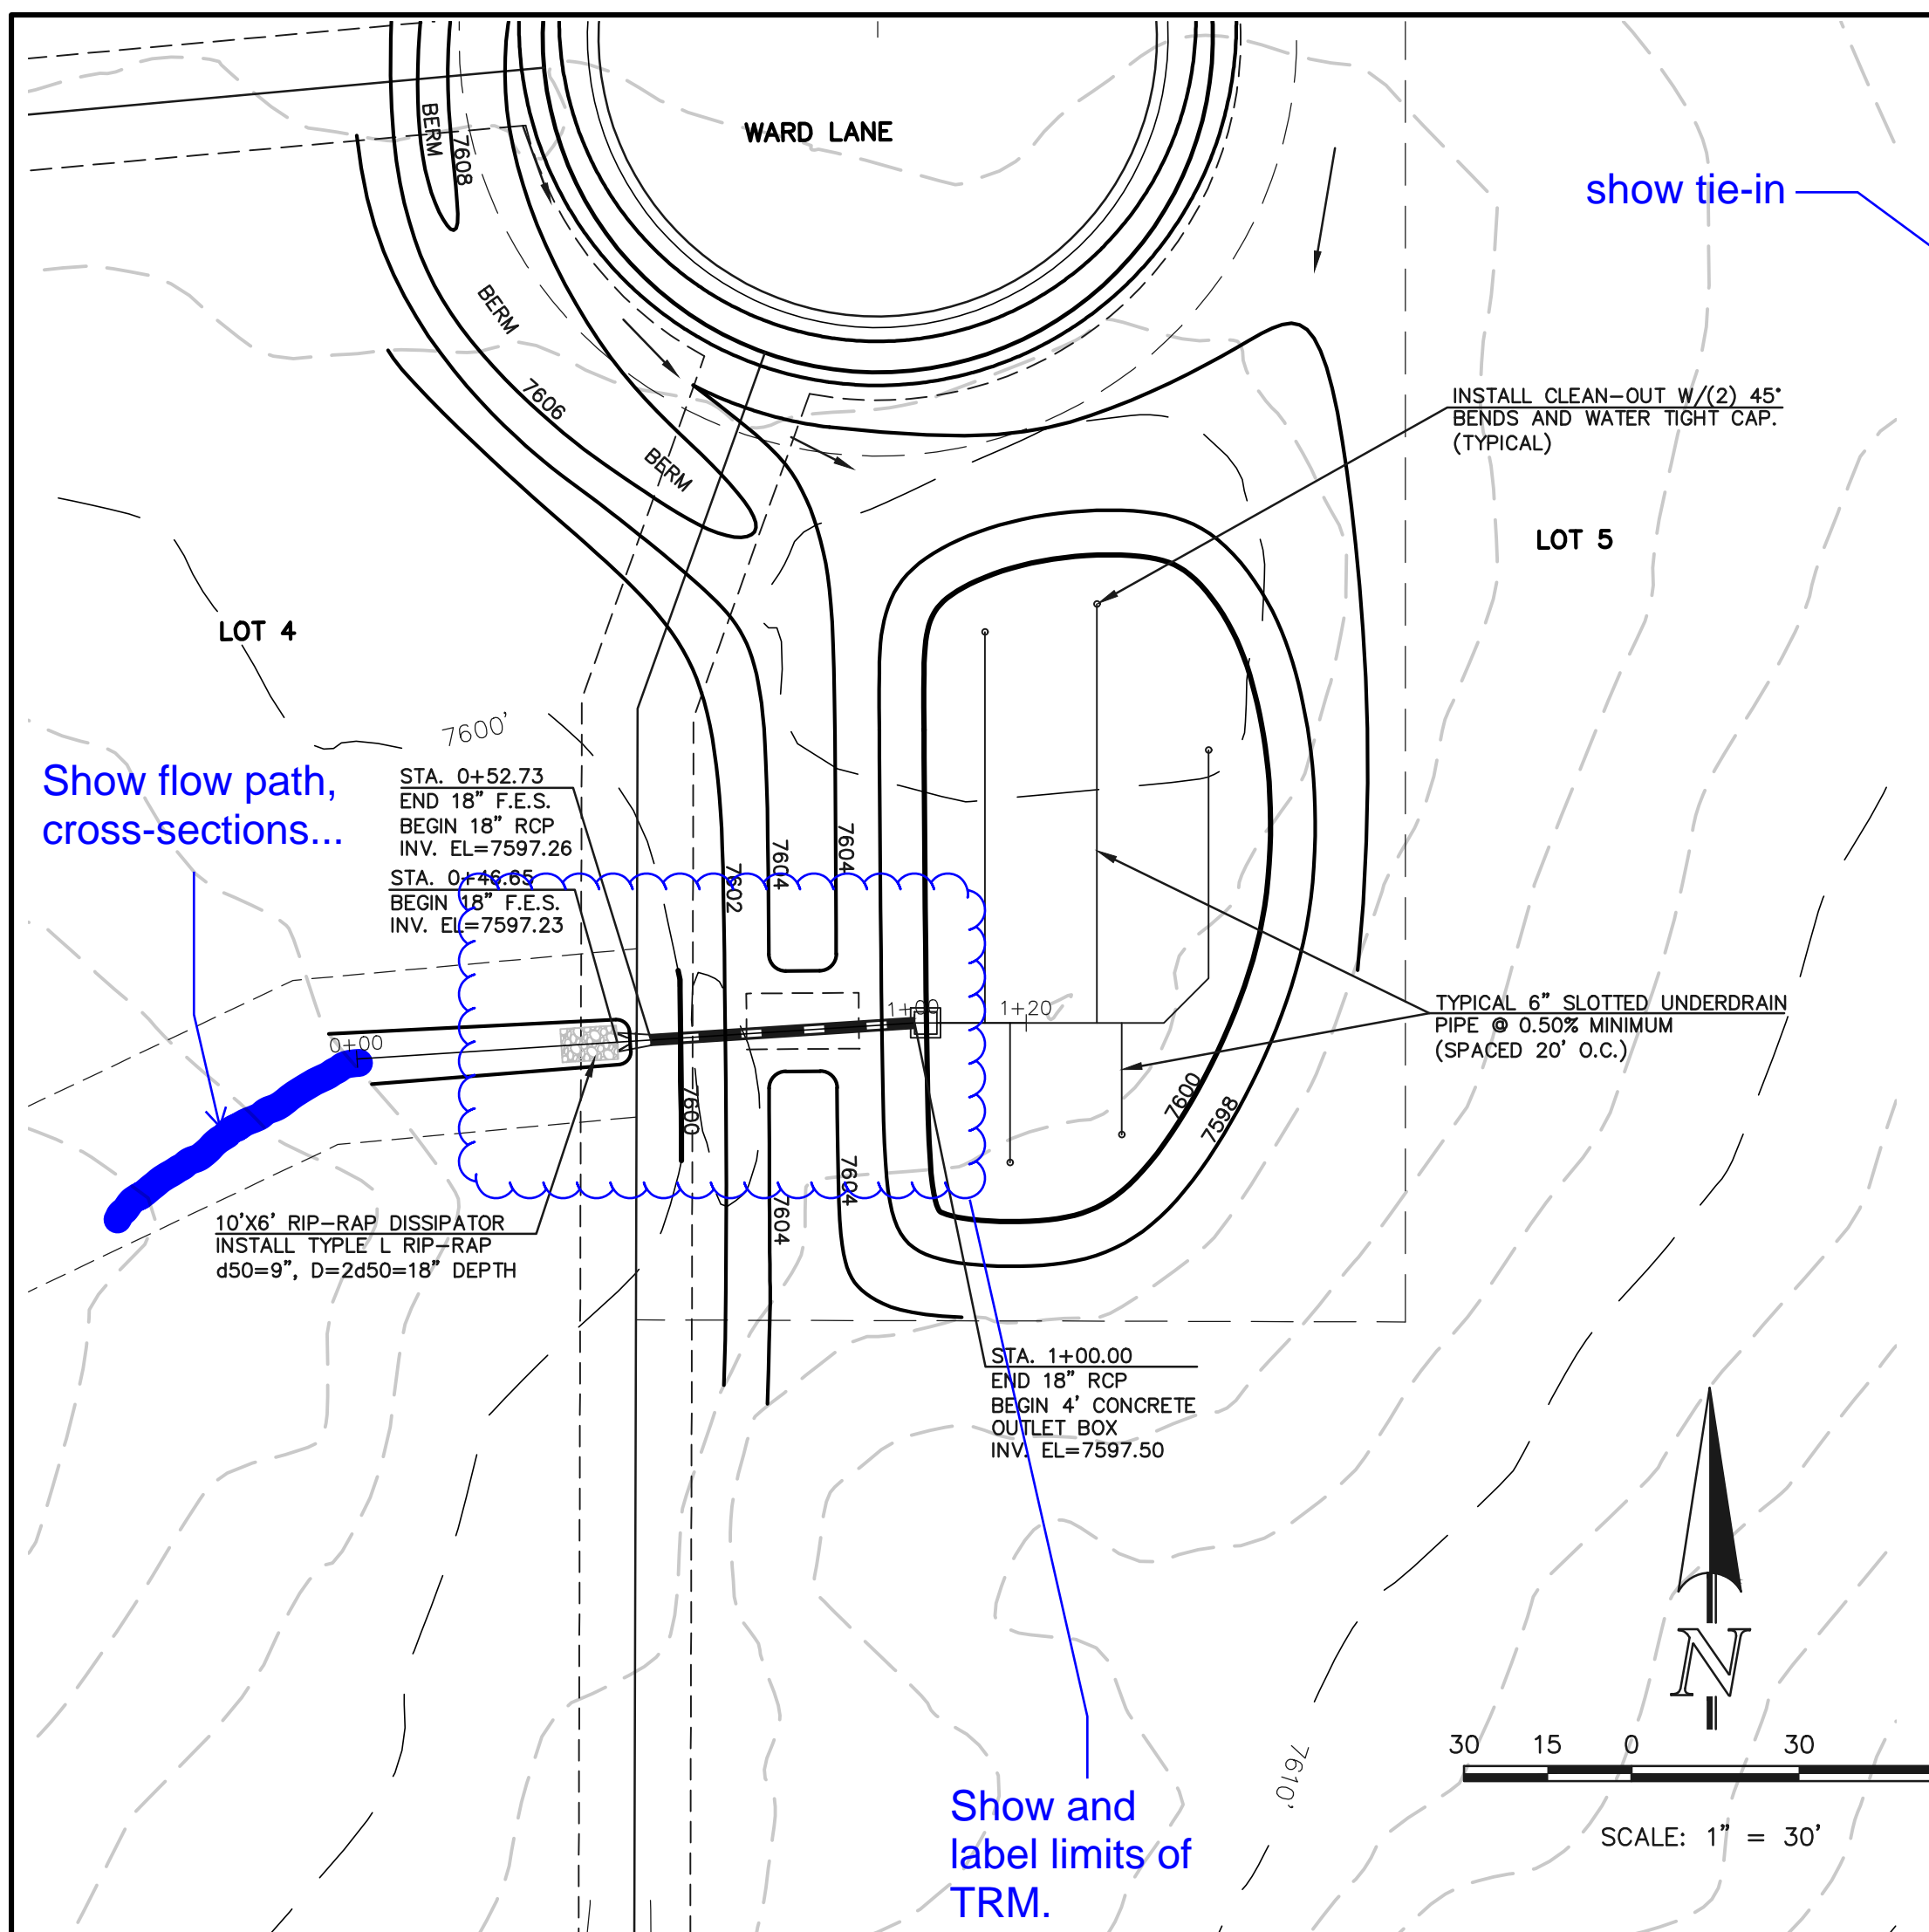 WARD LANE
BERM
7608
show tie-in
BERM
7606
BERM
INSTALL CLEAN-OUT W/(2) 45°
BENDS AND WATER TIGHT CAP.
(TYPICAL)
LOT 5
LOT 4
7600'
Show flow path,
cross-sections...
STA. 0+52.73
END 18" F.E.S.
BEGIN 18" RCP
INV. EL=7597.26
STA. 0+46.65
BEGIN 18" F.E.S.
INV. EL=7597.23
7602
7604
7604
1+00
1+20
0+00
TYPICAL 6" SLOTTED UNDERDRAIN
PIPE @ 0.50% MINIMUM
(SPACED 20' O.C.)
7600
7600
7598
7604
7604
10'X6' RIP-RAP DISSIPATOR
INSTALL TYPLE L RIP-RAP
d50=9", D=2d50=18" DEPTH
STA. 1+00.00
END 18" RCP
BEGIN 4' CONCRETE
OUTLET BOX
INV. EL=7597.50
N
30 15 0 30
7610'
SCALE: 1" = 30'
Show and
label limits of
TRM.